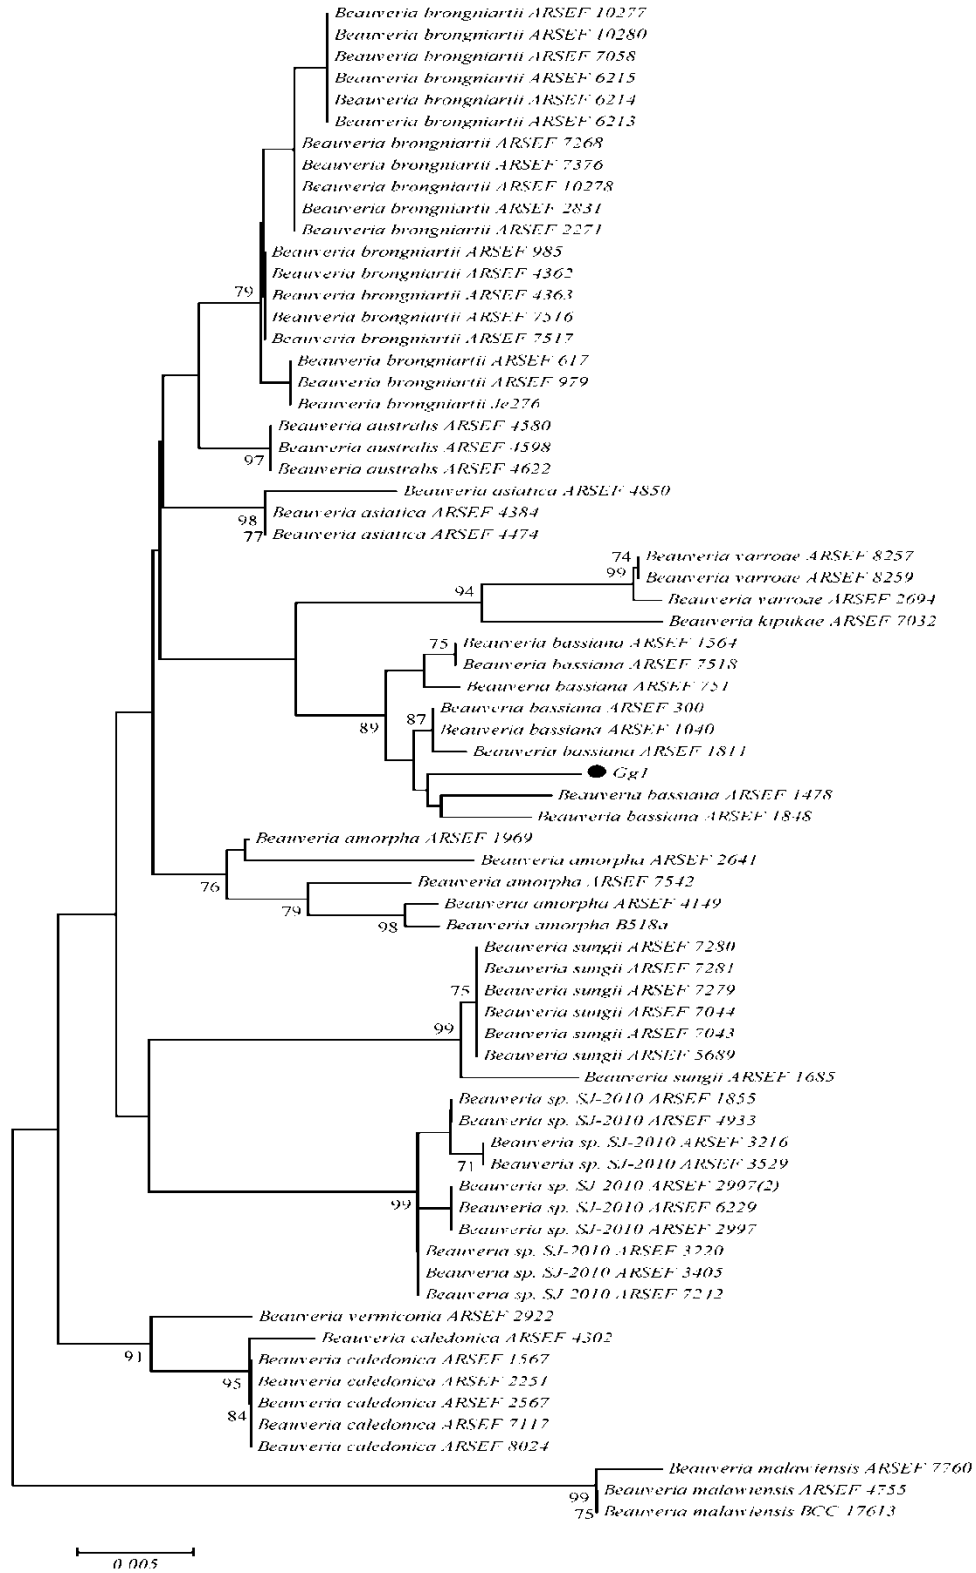 Beauveria brongniartii ARSEF 10277
Beauveria brongniartii ARSEF 10280
Beauveria brongniartii ARSEF 7058
Beauveria brongniartii ARSEF 6215
Beauveria brongniartii ARSEF 6214
Beauveria brongniartii ARSEF 6213
Beauveria brongniartii ARSEF 7268
Beauveria brongniartii ARSEF 7376
Beauveria brongniartii ARSEF 10278
Beauveria brongniartii ARSEF 2831
Beauveria brongniartii ARSEF 2271
Beauveria brongniartii ARSEF 985
Beauveria brongniartii ARSEF 4362
79 Beauveria brongniartii ARSEF 4363
Beauveria brongniartii ARSEF 7516
Beauveria brongniartii ARSEF 7517
Beauveria brongniartii ARSEF 617
Beauveria brongniartii ARSEF 979
Beauveria brongniartii Je276
Beauveria australis ARSEF 4580
Beauveria australis ARSEF 4598
97 Beauveria australis ARSEF 4622
Beauveria asiatica ARSEF 4850
98 Beauveria asiatica ARSEF 4384
77 Beauveria asiatica ARSEF 4474
74 Beauveria varroae ARSEF 8257
99 Beauveria varroae ARSEF 8259
94 Beauveria varroae ARSEF 2694
Beauveria kipukae ARSEF 7032
75 Beauveria bassiana ARSEF 1564
Beauveria bassiana ARSEF 7518
Beauveria bassiana ARSEF 751
Beauveria bassiana ARSEF 300
89 87 Beauveria bassiana ARSEF 1040
Beauveria bassiana ARSEF 1811
Gg1
Beauveria bassiana ARSEF 1478
Beauveria bassiana ARSEF 1848
Beauveria amorpha ARSEF 1969
Beauveria amorpha ARSEF 2641
76 Beauveria amorpha ARSEF 7542
79 Beauveria amorpha ARSEF 4149
98 Beauveria amorpha B518a
Beauveria sungii ARSEF 7280
Beauveria sungii ARSEF 7281
75 Beauveria sungii ARSEF 7279
Beauveria sungii ARSEF 7044
99 Beauveria sungii ARSEF 7043
Beauveria sungii ARSEF 5689
Beauveria sungii ARSEF 1685
Beauveria sp. SJ-2010 ARSEF 1855
Beauveria sp. SJ-2010 ARSEF 4933
Beauveria sp. SJ-2010 ARSEF 3216
71 Beauveria sp. SJ-2010 ARSEF 3529
Beauveria sp. SJ-2010 ARSEF 2997(2)
99 Beauveria sp. SJ-2010 ARSEF 6229
Beauveria sp. SJ-2010 ARSEF 2997
Beauveria sp. SJ-2010 ARSEF 3220
Beauveria sp. SJ-2010 ARSEF 3405
Beauveria sp. SJ-2010 ARSEF 7242
Beauveria vermiconia ARSEF 2922
Beauveria caledonica ARSEF 4302
91 Beauveria caledonica ARSEF 1567
95 Beauveria caledonica ARSEF 2251
Beauveria caledonica ARSEF 2567
84 Beauveria caledonica ARSEF 7117
Beauveria caledonica ARSEF 8024
Beauveria malawiensis ARSEF 7760
99 Beauveria malawiensis ARSEF 4755
75 Beauveria malawiensis BCC 17613
0.005